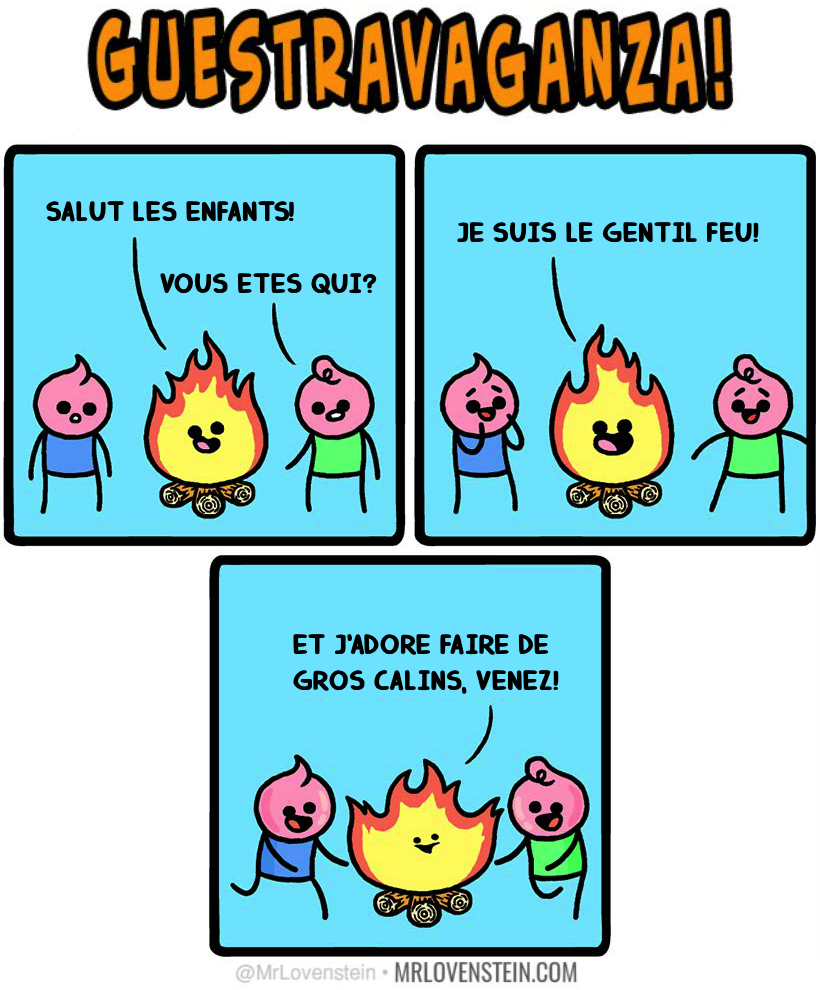 GUESTRAVAGANZA!
SALUT LES ENFANTS!
VOUS ETES QUI?
JE SUIS LE GENTIL FEU!
ET J'ADORE FAIRE DE
GROS CALINS, VENEZ!
@MrLovenstein • MRLOVENSTEIN.COM